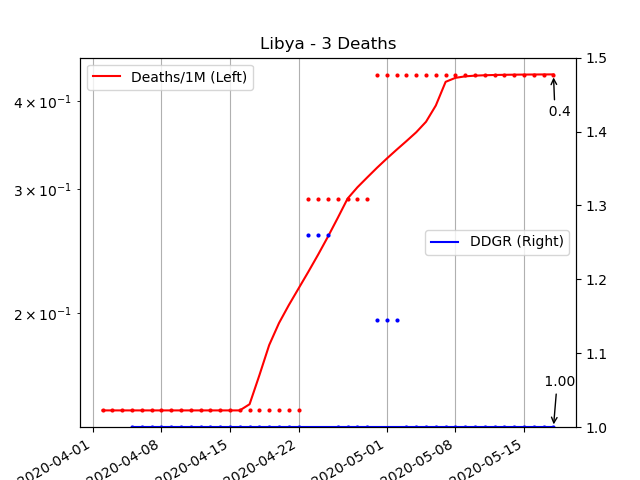 Libya - 3 Deaths
Deaths/1M (Left)
4 × 10⁻¹
3 × 10⁻¹
2 × 10⁻¹
1.5
1.4
1.3
1.2
1.1
1.0
0.4
DDGR (Right)
1.00
2020-04-01
2020-04-08
2020-04-15
2020-04-22
2020-05-01
2020-05-08
2020-05-15